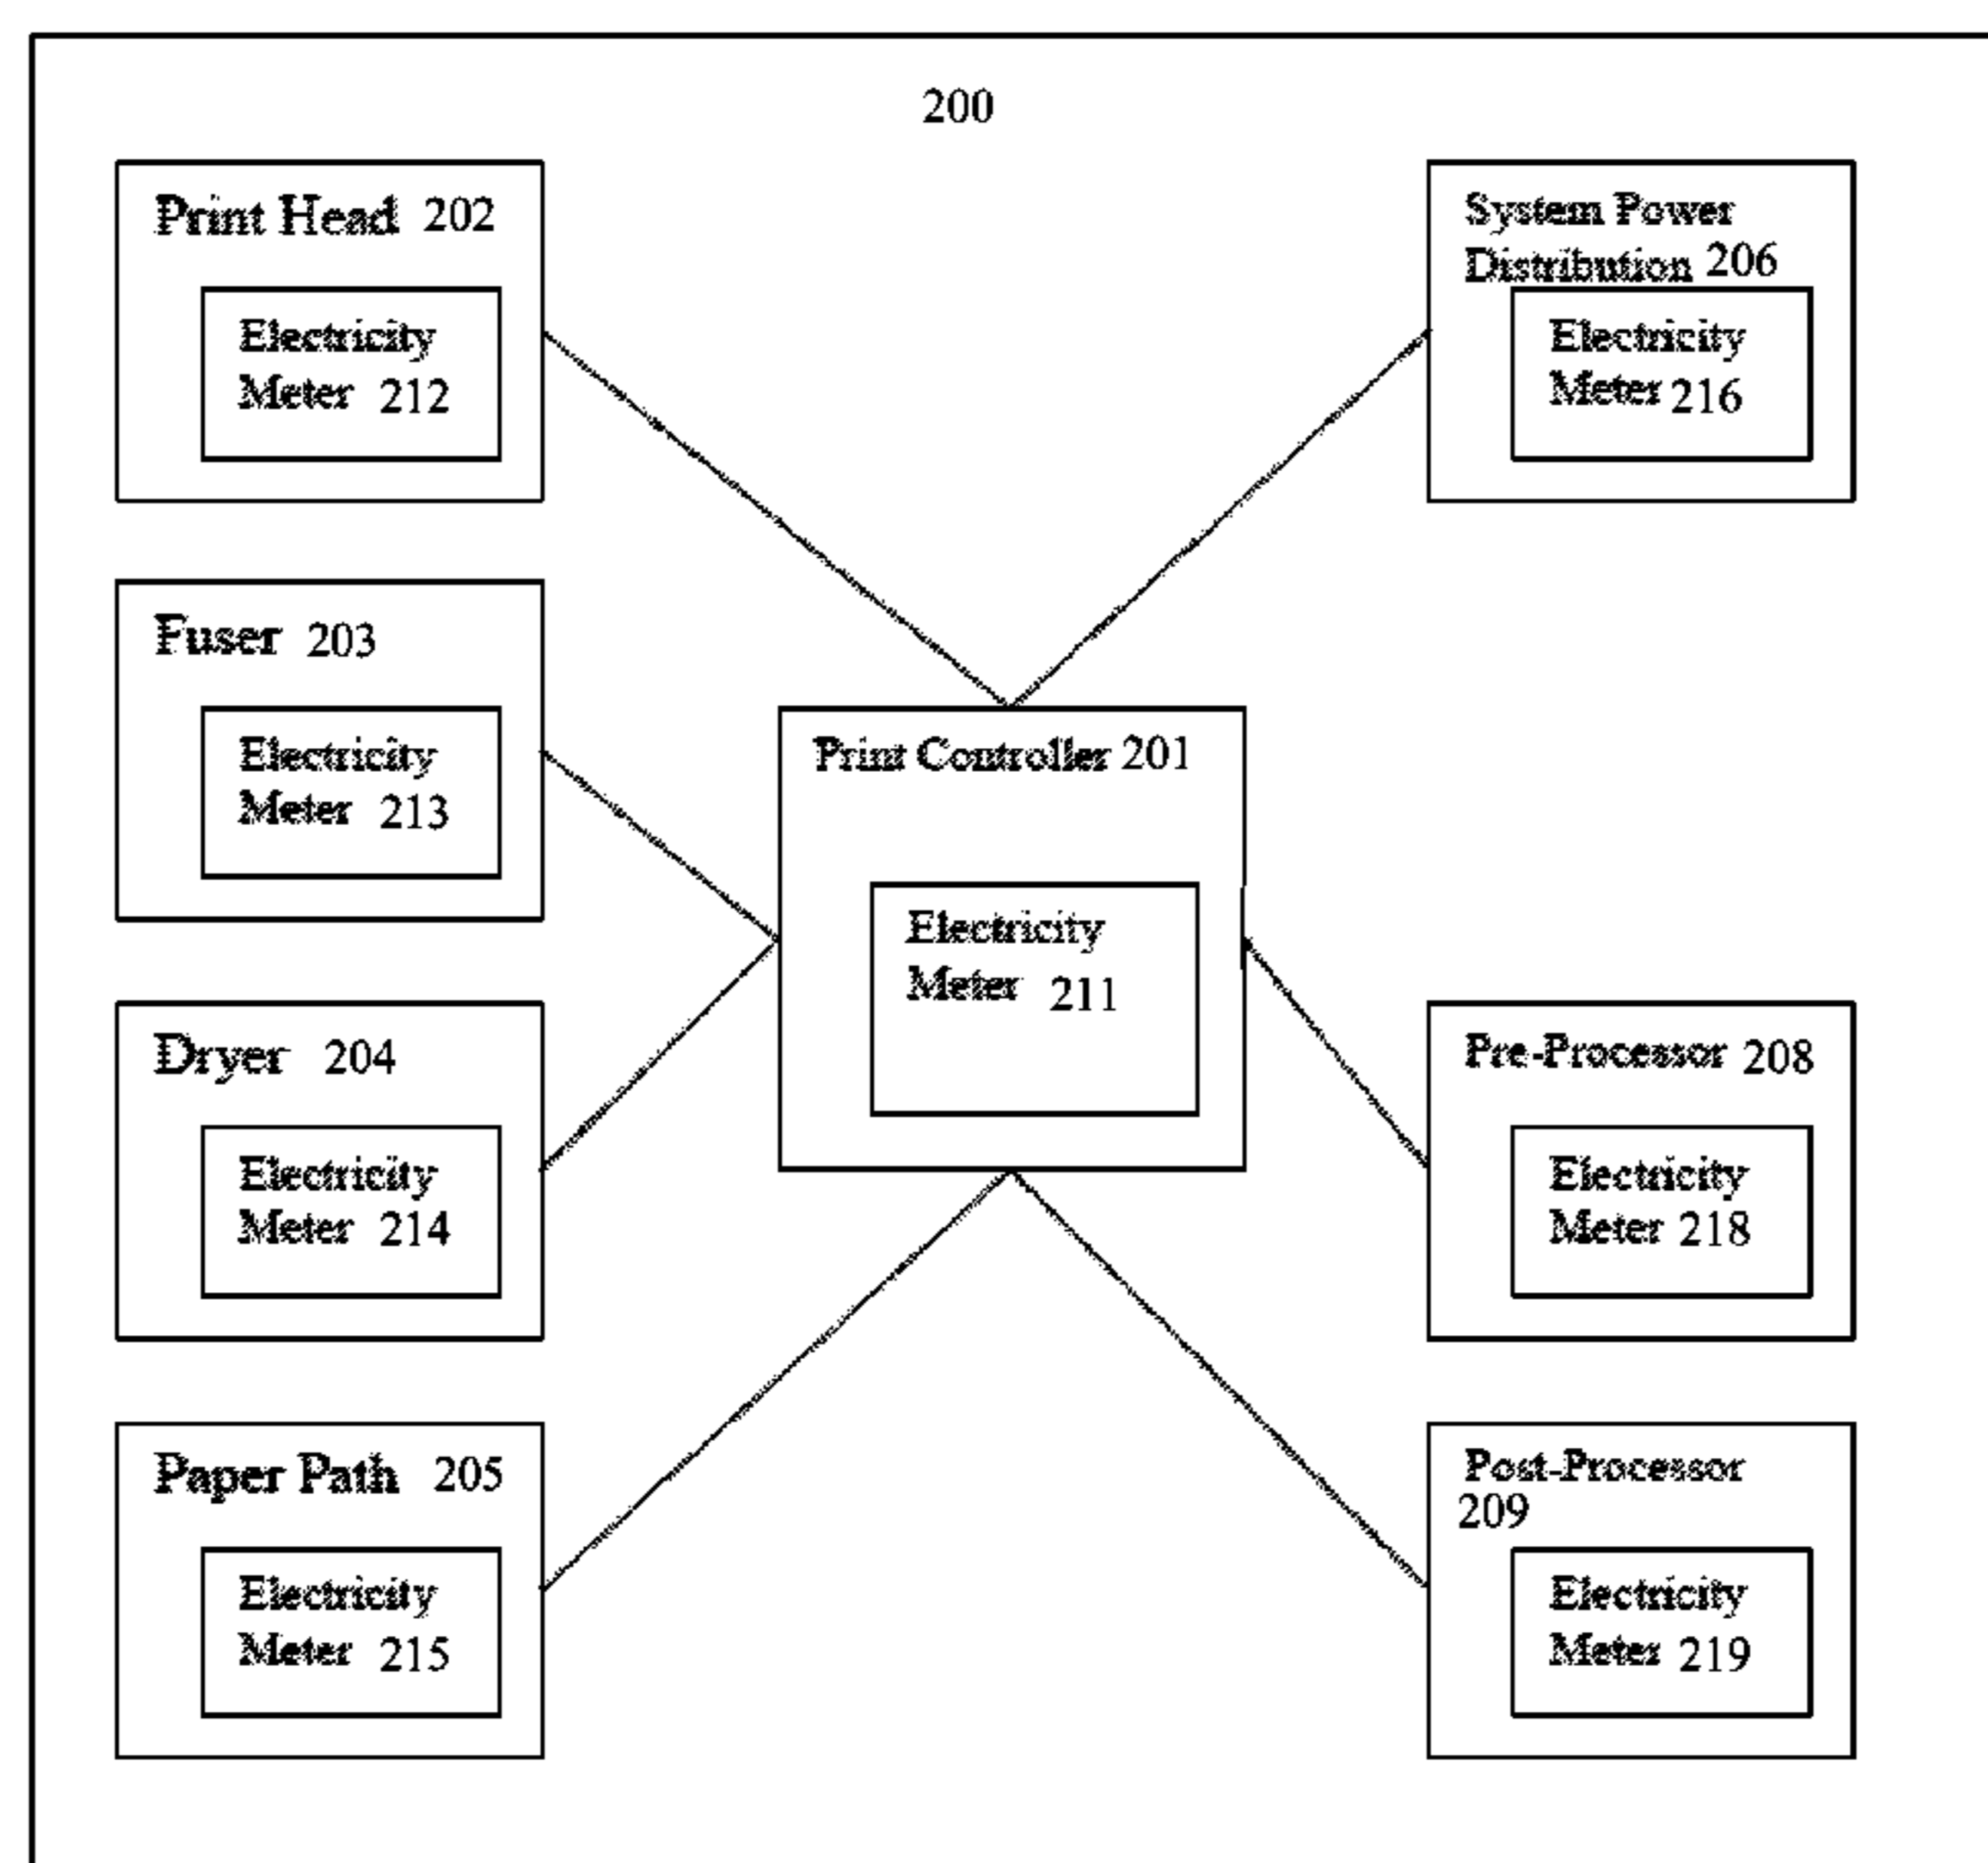 200
Print Head 202
Electricity
Meter 212
System Power
Distribution 206
Electricity
Meter 216
Fuser 203
Electricity
Meter 213
Print Controller 201
Electricity
Meter 211
Dryer 204
Electricity
Meter 214
Pre-Processor 208
Electricity
Meter 218
Paper Path 205
Electricity
Meter 215
Post-Processor
209
Electricity
Meter 219